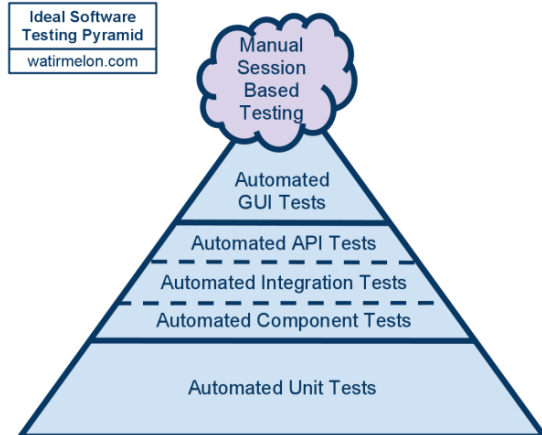 Ideal Software
Testing Pyramid
watirmelon.com
Manual
Session
Based
Testing
Automated
GUI Tests
Automated API Tests
Automated Integration Tests
Automated Component Tests
Automated Unit Tests